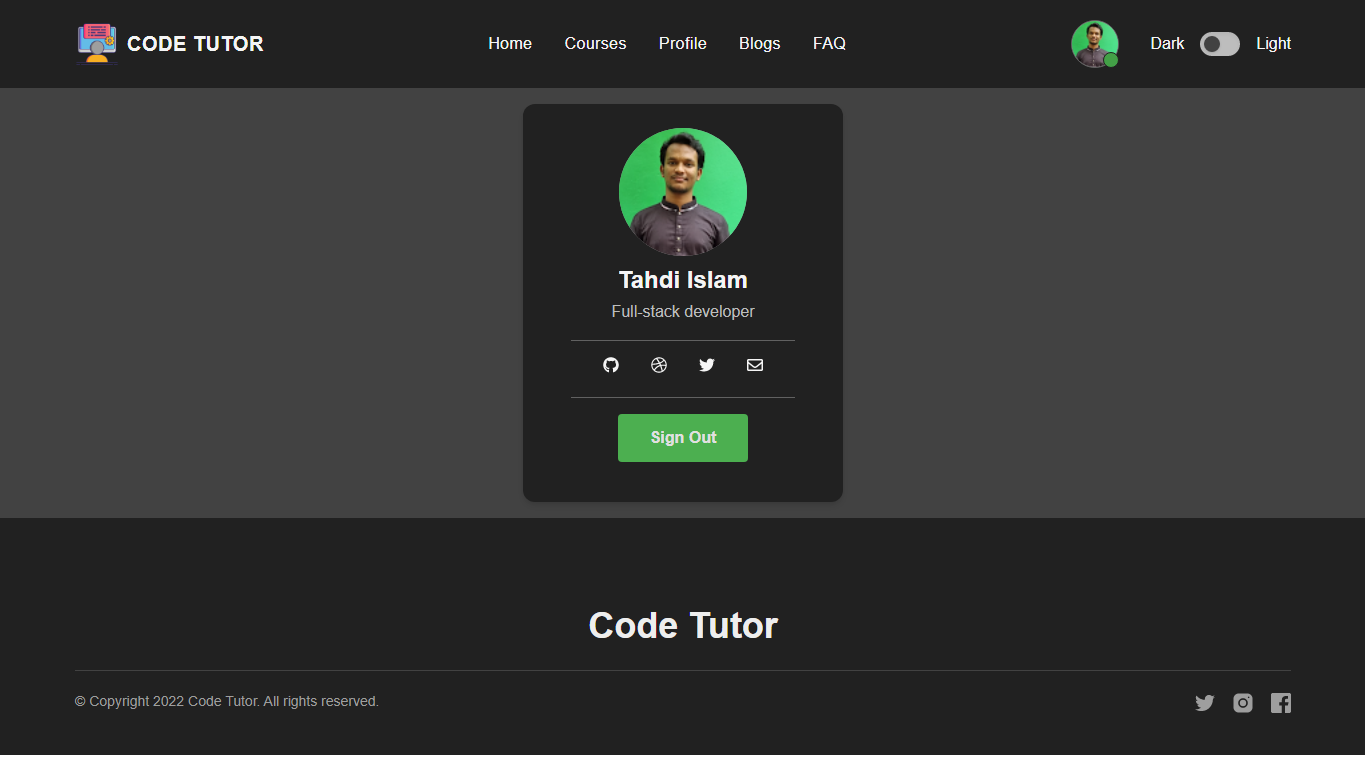 CODE TUTOR
Home Courses Profile Blogs FAQ
Dark Light
Tahdi Islam
Full-stack developer
Sign Out
Code Tutor
© Copyright 2022 Code Tutor. All rights reserved.